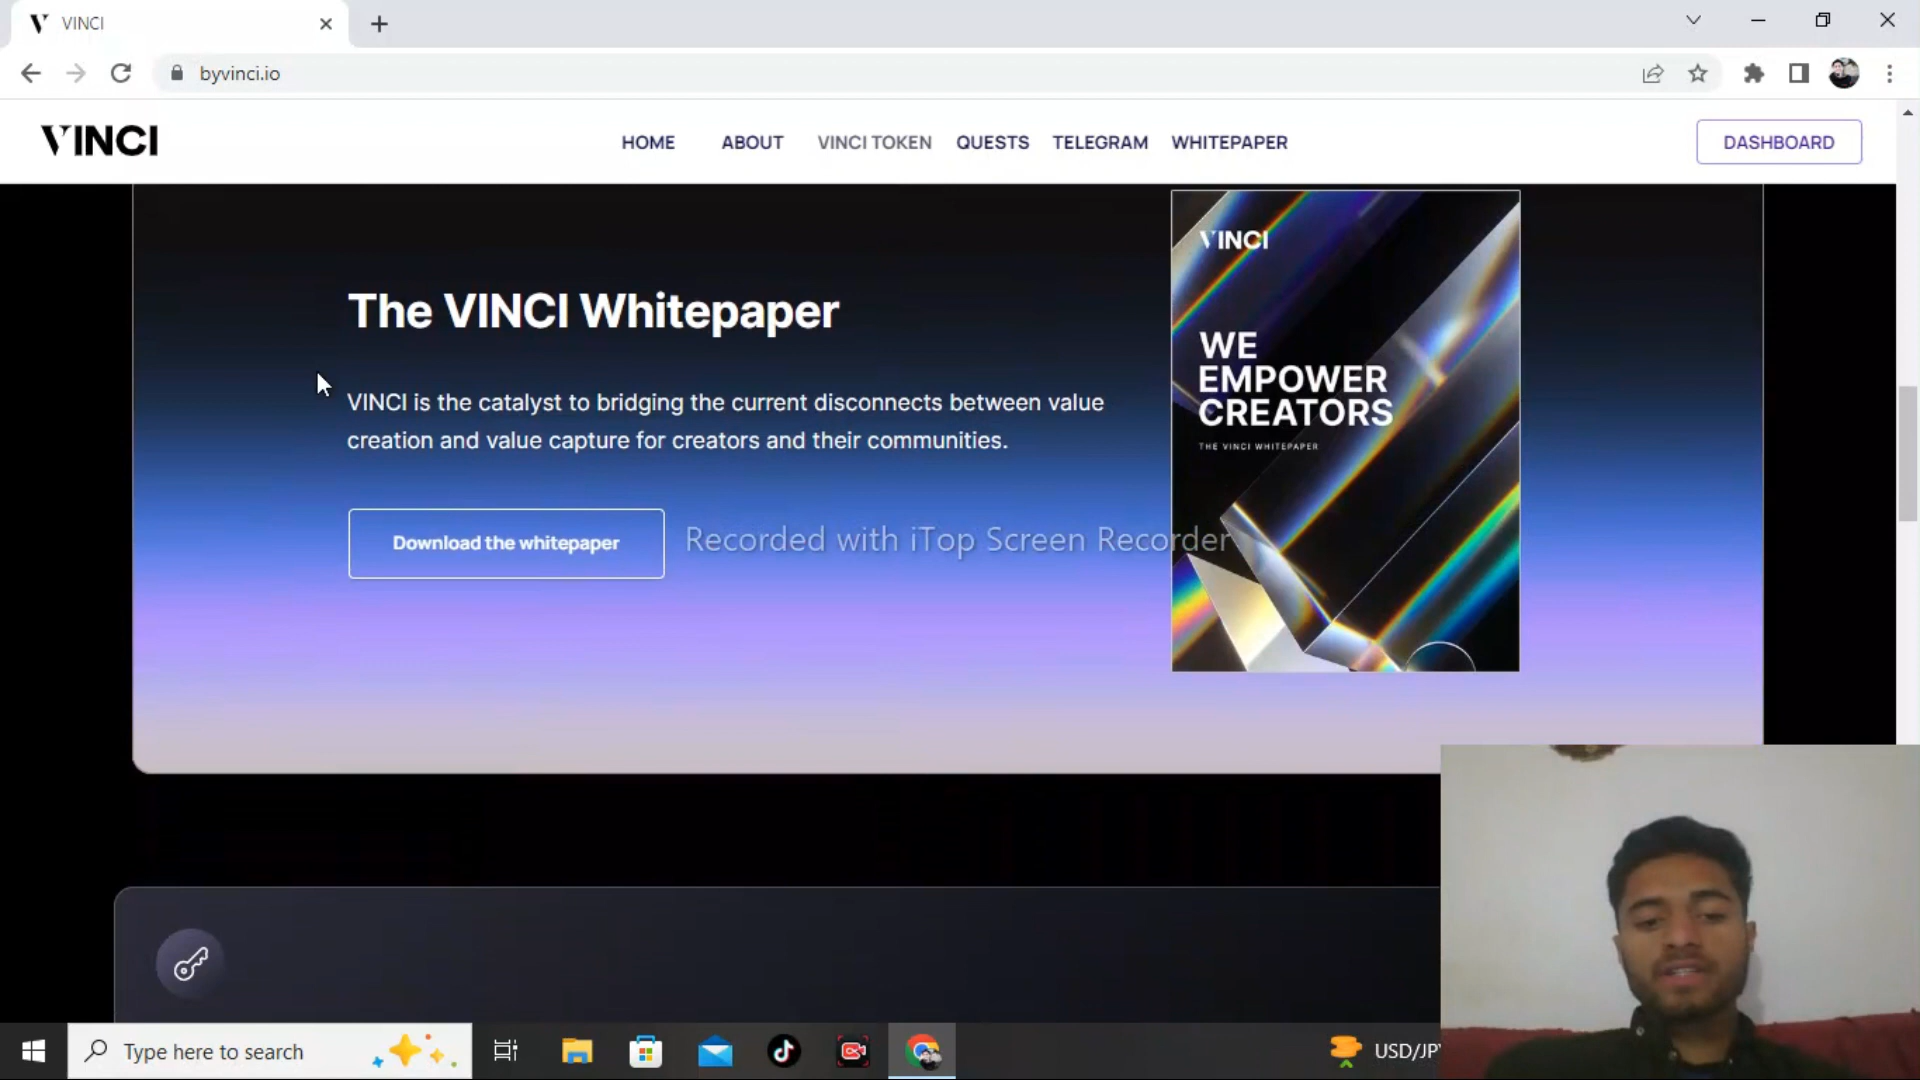 VINCI
byvinci.io
VINCI
HOME ABOUT VINCI TOKEN QUESTS TELEGRAM WHITEPAPER
DASHBOARD
The VINCI Whitepaper
VINCI is the catalyst to bridging the current disconnects between value
creation and value capture for creators and their communities.
Download the whitepaper
Recorded with iTop Screen Recorder
VINCI
WE
EMPOWER
CREATORS
THE VINCI WHITEPAPER
Type here to search
USD/JP